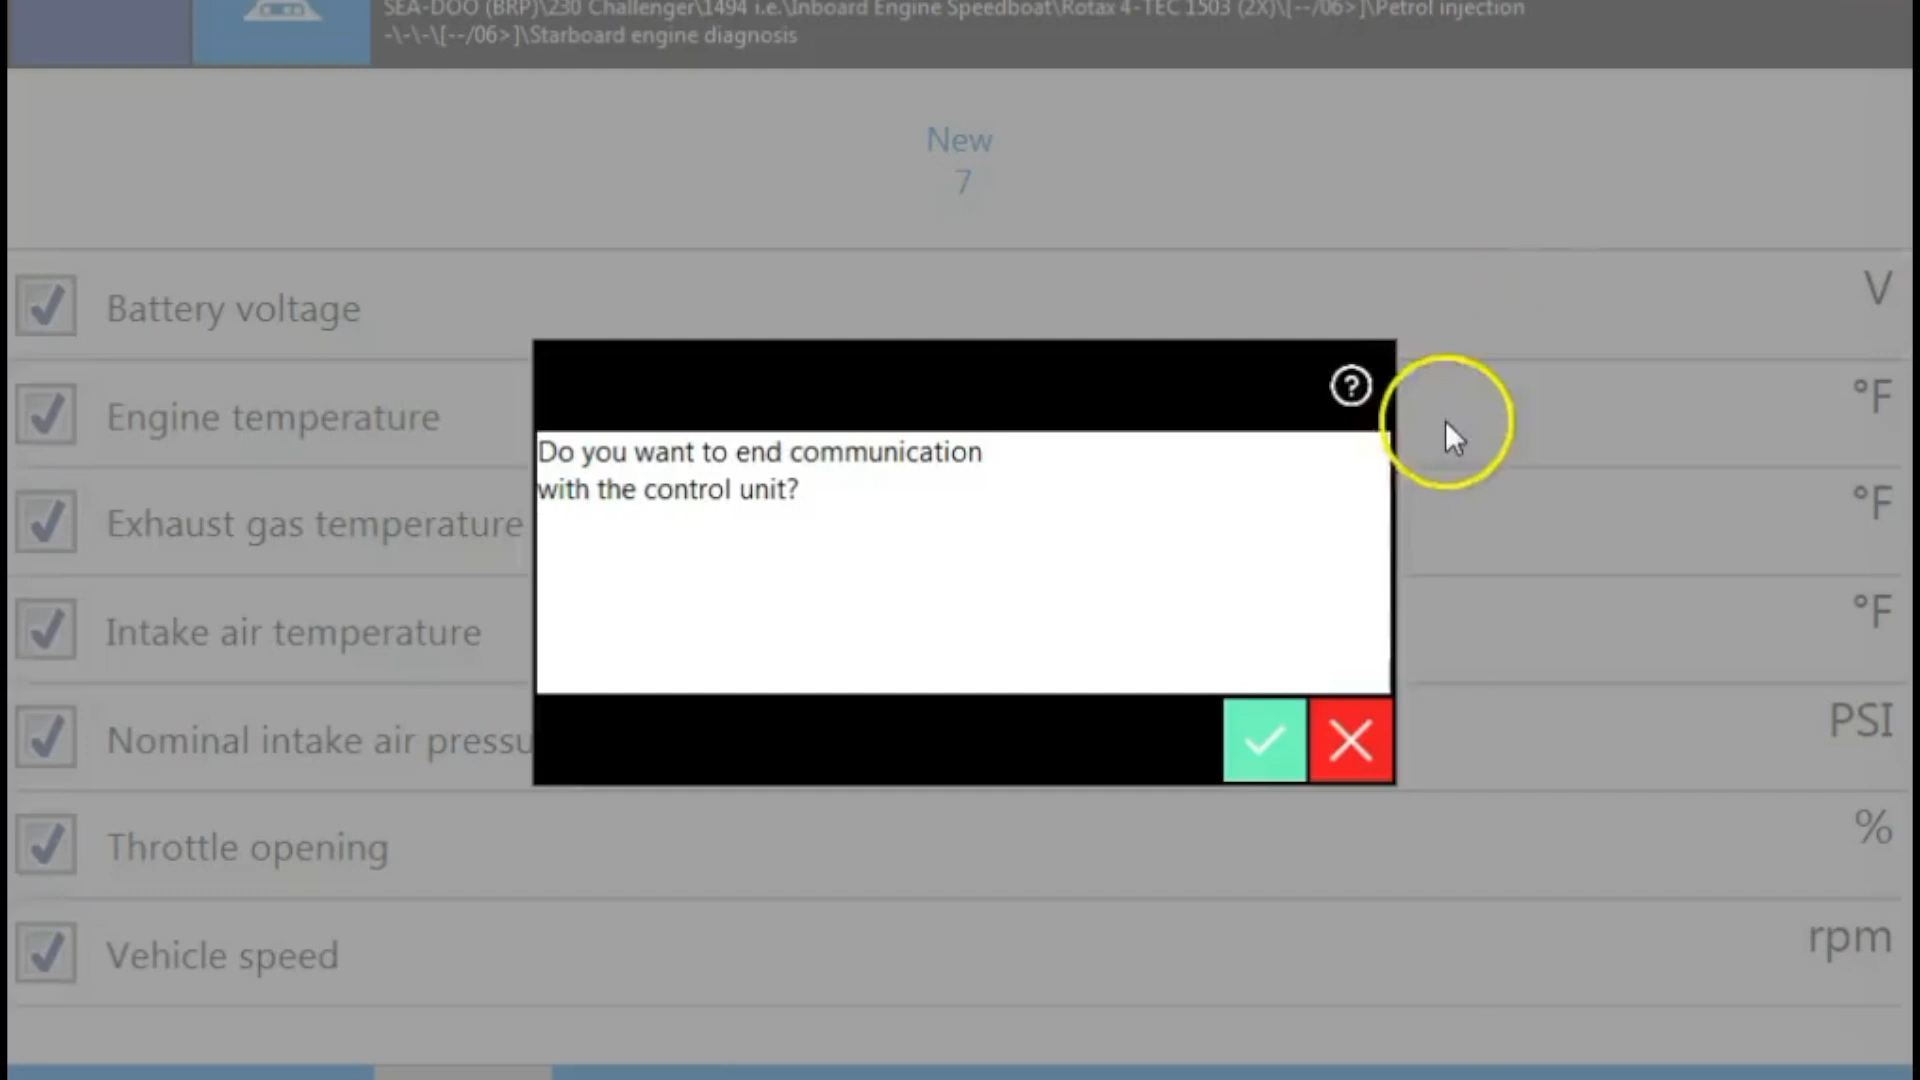 SEA-DOO (BRP)\230 Challenger\1494 i.e.\Inboard Engine Speedboat\Rotax 4-TEC 1503 (2X)\[--/06>]\Petrol injection
-\-\-\[--/06>]\Starboard engine diagnosis
New
7
Battery voltage V
Engine temperature °F
Exhaust gas temperature °F
Intake air temperature °F
Nominal intake air pressu PSI
Throttle opening %
Vehicle speed rpm
?
Do you want to end communication
with the control unit?